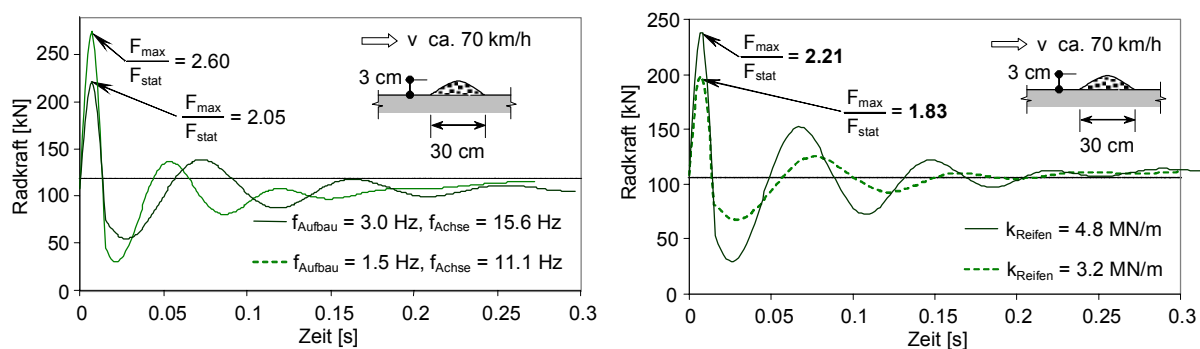 Radkraft [kN]
250
200
150
100
50
0
F_max
F_stat
= 2.60
F_max
F_stat
= 2.05
v ca. 70 km/h
3 cm
30 cm
f_Aufbau = 3.0 Hz, f_Achse = 15.6 Hz
f_Aufbau = 1.5 Hz, f_Achse = 11.1 Hz
0 0.05 0.1 0.15 0.2 0.25 0.3
Zeit [s]
Radkraft [kN]
250
200
150
100
50
0
F_max
F_stat
= 2.21
F_max
F_stat
= 1.83
v ca. 70 km/h
3 cm
30 cm
k_Reifen = 4.8 MN/m
k_Reifen = 3.2 MN/m
0 0.05 0.1 0.15 0.2 0.25 0.3
Zeit [s]